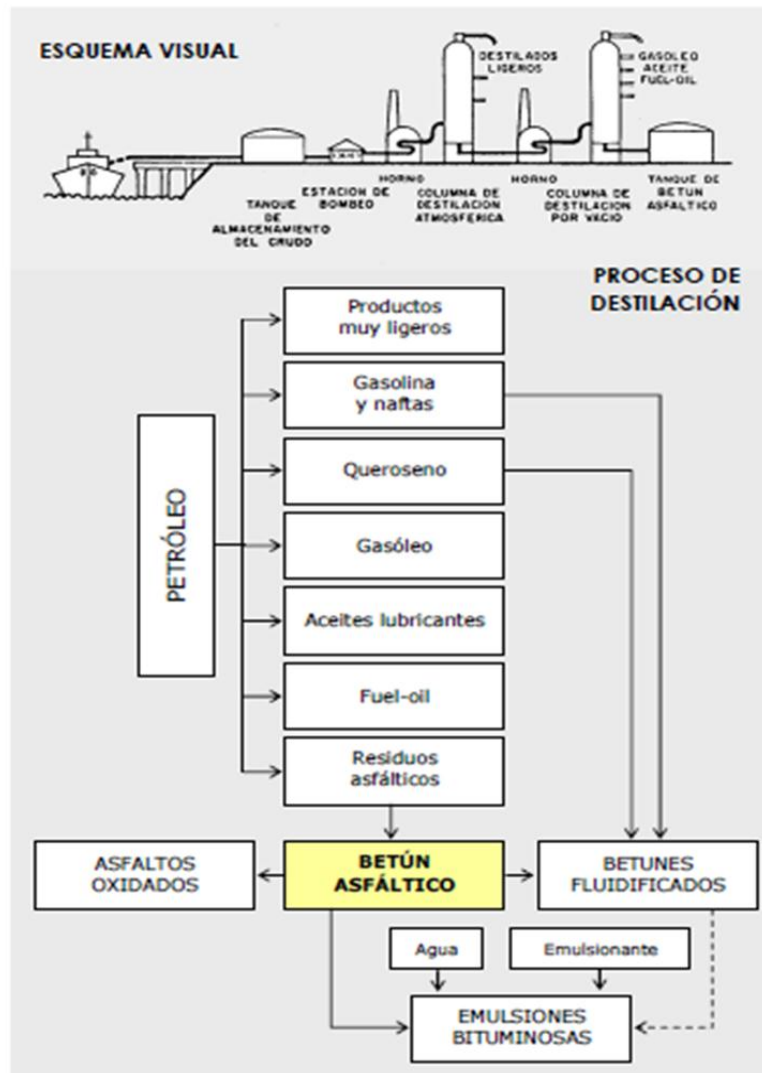 ESQUEMA VISUAL
DESTILADOS
LIGEROS
GASOLEO
ACEITE
FUEL-OIL
HORNO
HORNO
ESTACION DE
BOMBEO
TANQUE
DE
ALMACENAMIENTO
DEL CRUDO
COLUMNA DE
DESTILACION
ATMOSFERICA
COLUMNA DE
DESTILACION
POR VACIO
TANQUE DE
BETUN
ASFALTICO
PROCESO DE
DESTILACIÓN
PETRÓLEO
Productos
muy ligeros
Gasolina
y naftas
Queroseno
Gasóleo
Aceites lubricantes
Fuel-oil
Residuos
asfálticos
ASFALTOS
OXIDADOS
BETÚN
ASFÁLTICO
BETUNES
FLUIDIFICADOS
Agua
Emulsionante
EMULSIONES
BITUMINOSAS